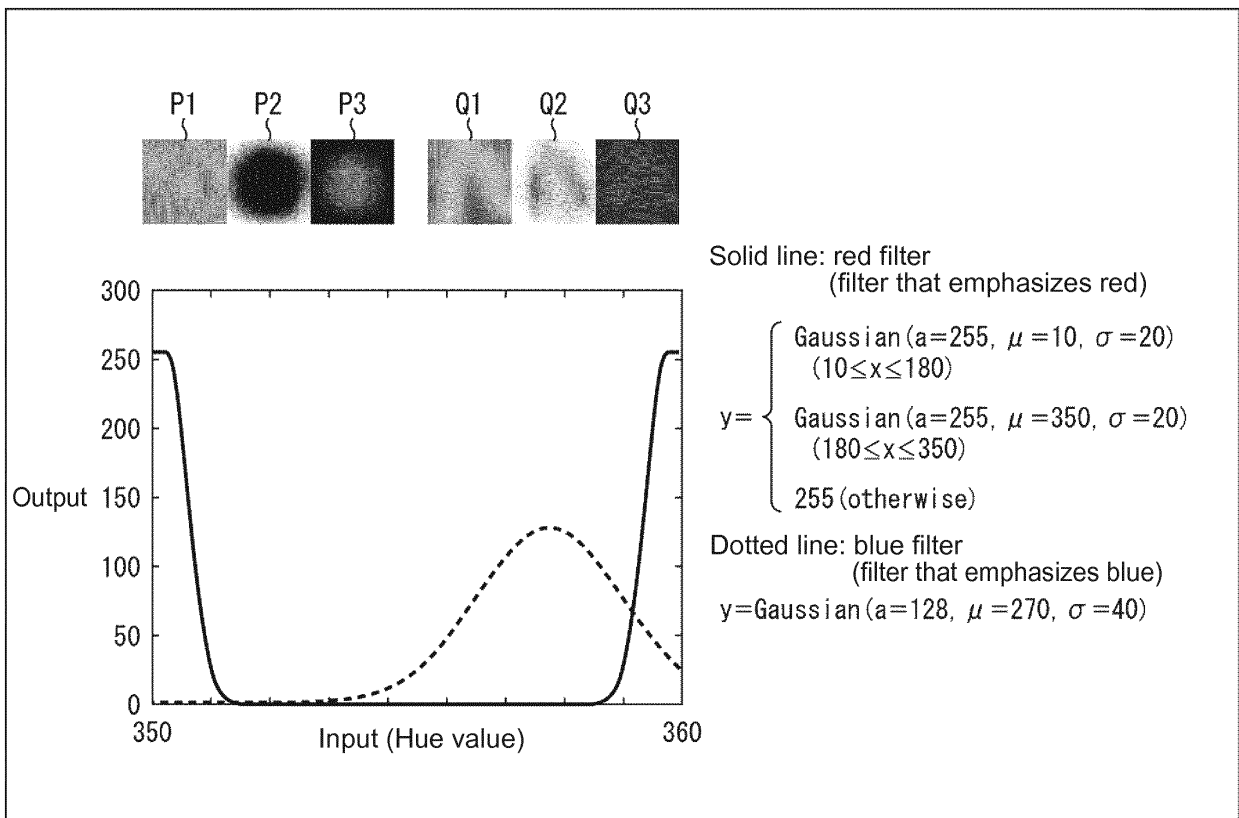 P1 P2 P3 Q1 Q2 Q3
Solid line: red filter
(filter that emphasizes red)
y=
Gaussian(a=255, μ=10, σ=20)
(10≤x≤180)
Gaussian(a=255, μ=350, σ=20)
(180≤x≤350)
255(otherwise)
Dotted line: blue filter
(filter that emphasizes blue)
y=Gaussian(a=128, μ=270, σ=40)
300
250
200
150
100
50
0
Output
350 360
Input (Hue value)